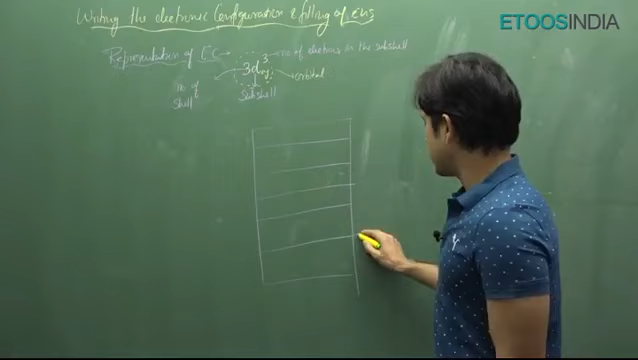 ETOOSINDIA
Writing the electronic Configuration & filling of e⁻s
Representation of EC → no of electrons in the subshell
3d³xy orbital
no of
shell
Subshell